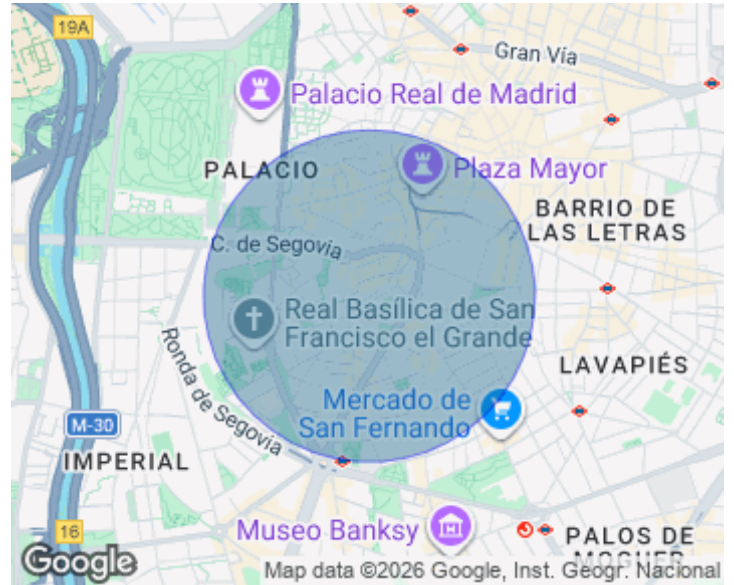 19A
Gran Vía
Palacio Real de Madrid
PALACIO
Plaza Mayor
BARRIO DE
LAS LETRAS
C. de Segovia
Real Basílica de San
Francisco el Grande
Ronda de Segovia
LAVAPIÉS
Mercado de
San Fernando
M-30
IMPERIAL
16
Museo Banksy
PALOS DE
MOGUER
Google
Map data ©2026 Google, Inst. Geogr. Nacional